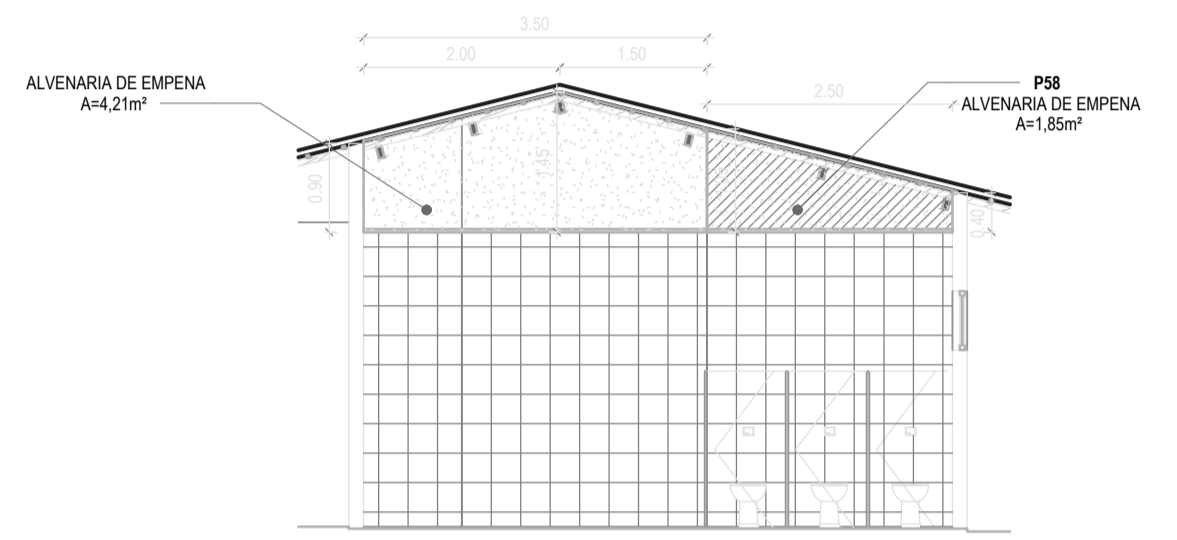 3.50
2.00
1.50
ALVENARIA DE EMPENA
A=4,21m²
2.50
P58
ALVENARIA DE EMPENA
A=1,85m²
0.90
1.45
0.40